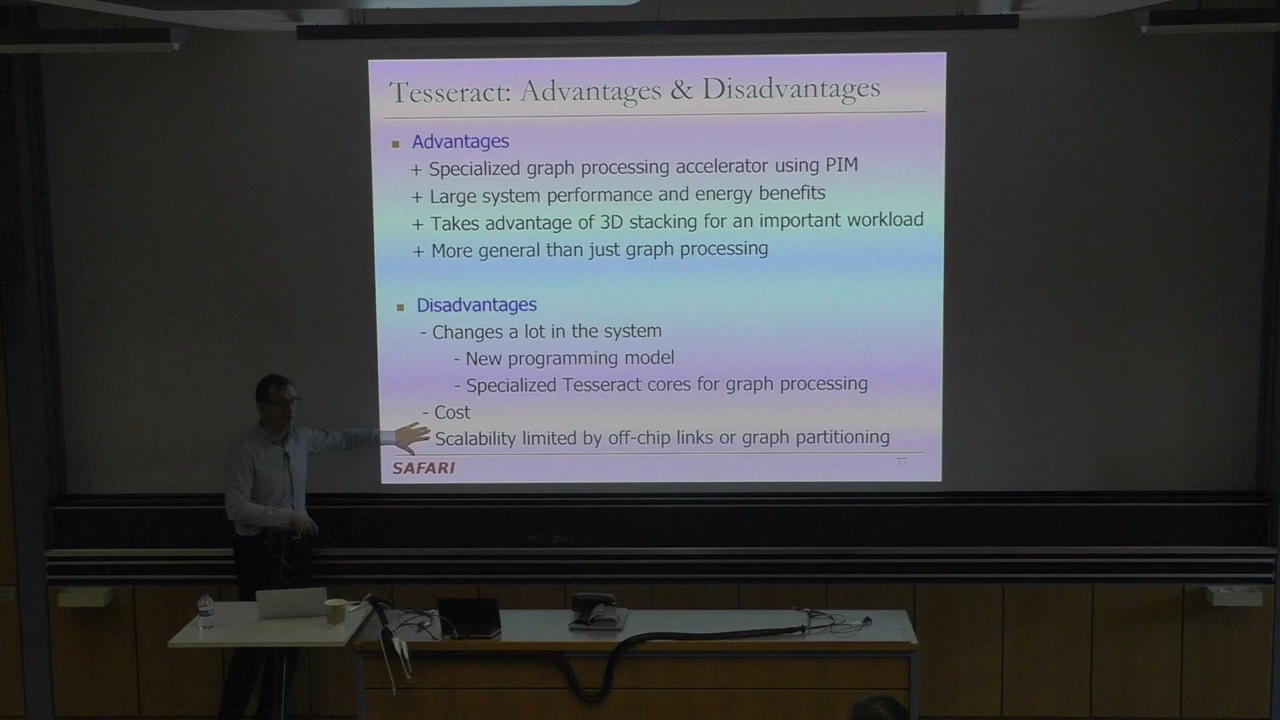 Tesseract: Advantages & Disadvantages
Advantages
+ Specialized graph processing accelerator using PIM
+ Large system performance and energy benefits
+ Takes advantage of 3D stacking for an important workload
+ More general than just graph processing
Disadvantages
- Changes a lot in the system
- New programming model
- Specialized Tesseract cores for graph processing
- Cost
Scalability limited by off-chip links or graph partitioning
SAFARI
77